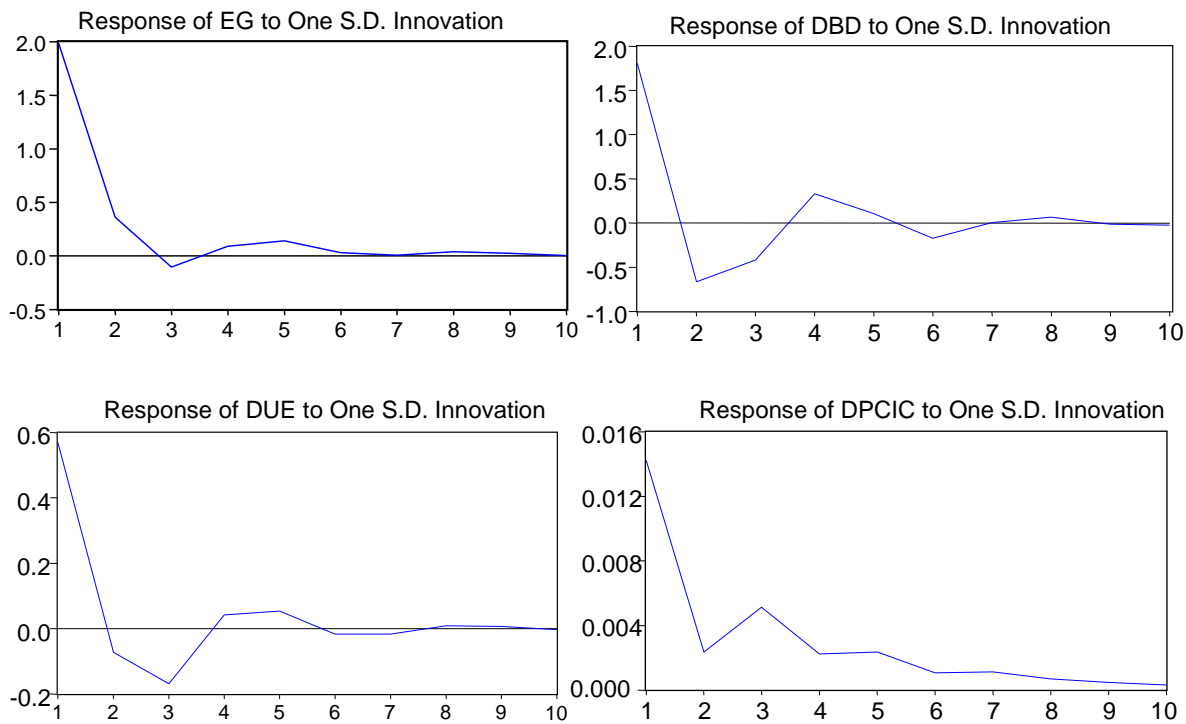 Response of EG to One S.D. Innovation
2.0
1.5
1.0
0.5
0.0
-0.5
1 2 3 4 5 6 7 8 9 10
Response of DBD to One S.D. Innovation
2.0
1.5
1.0
0.5
0.0
-0.5
-1.0
1 2 3 4 5 6 7 8 9 10
Response of DUE to One S.D. Innovation
0.6
0.4
0.2
0.0
-0.2
1 2 3 4 5 6 7 8 9 10
Response of DPCIC to One S.D. Innovation
0.016
0.012
0.008
0.004
0.000
1 2 3 4 5 6 7 8 9 10